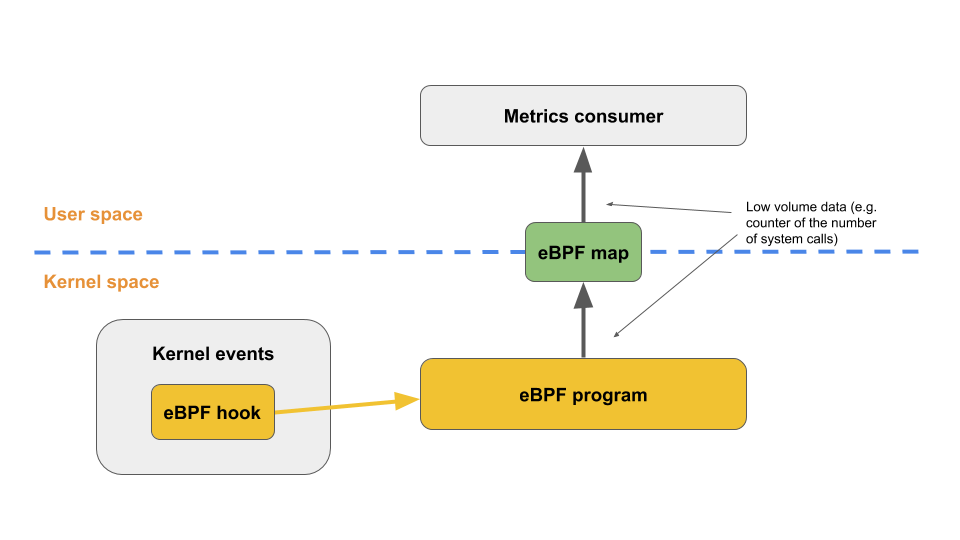 Metrics consumer
User space
Low volume data (e.g.
counter of the number
of system calls)
eBPF map
Kernel space
Kernel events
eBPF hook
eBPF program